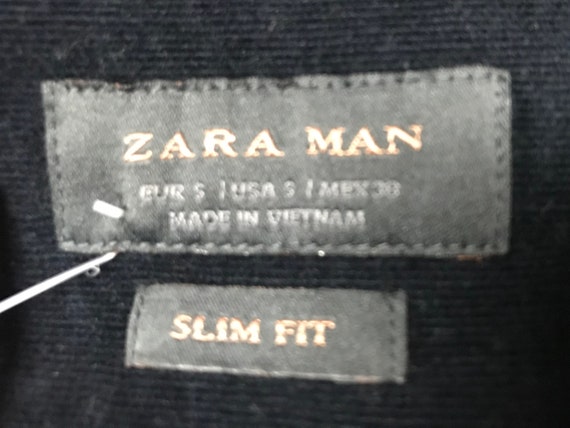 ZARA MAN
EUR S / USA S / MEX 38
MADE IN VIETNAM
SLIM FIT